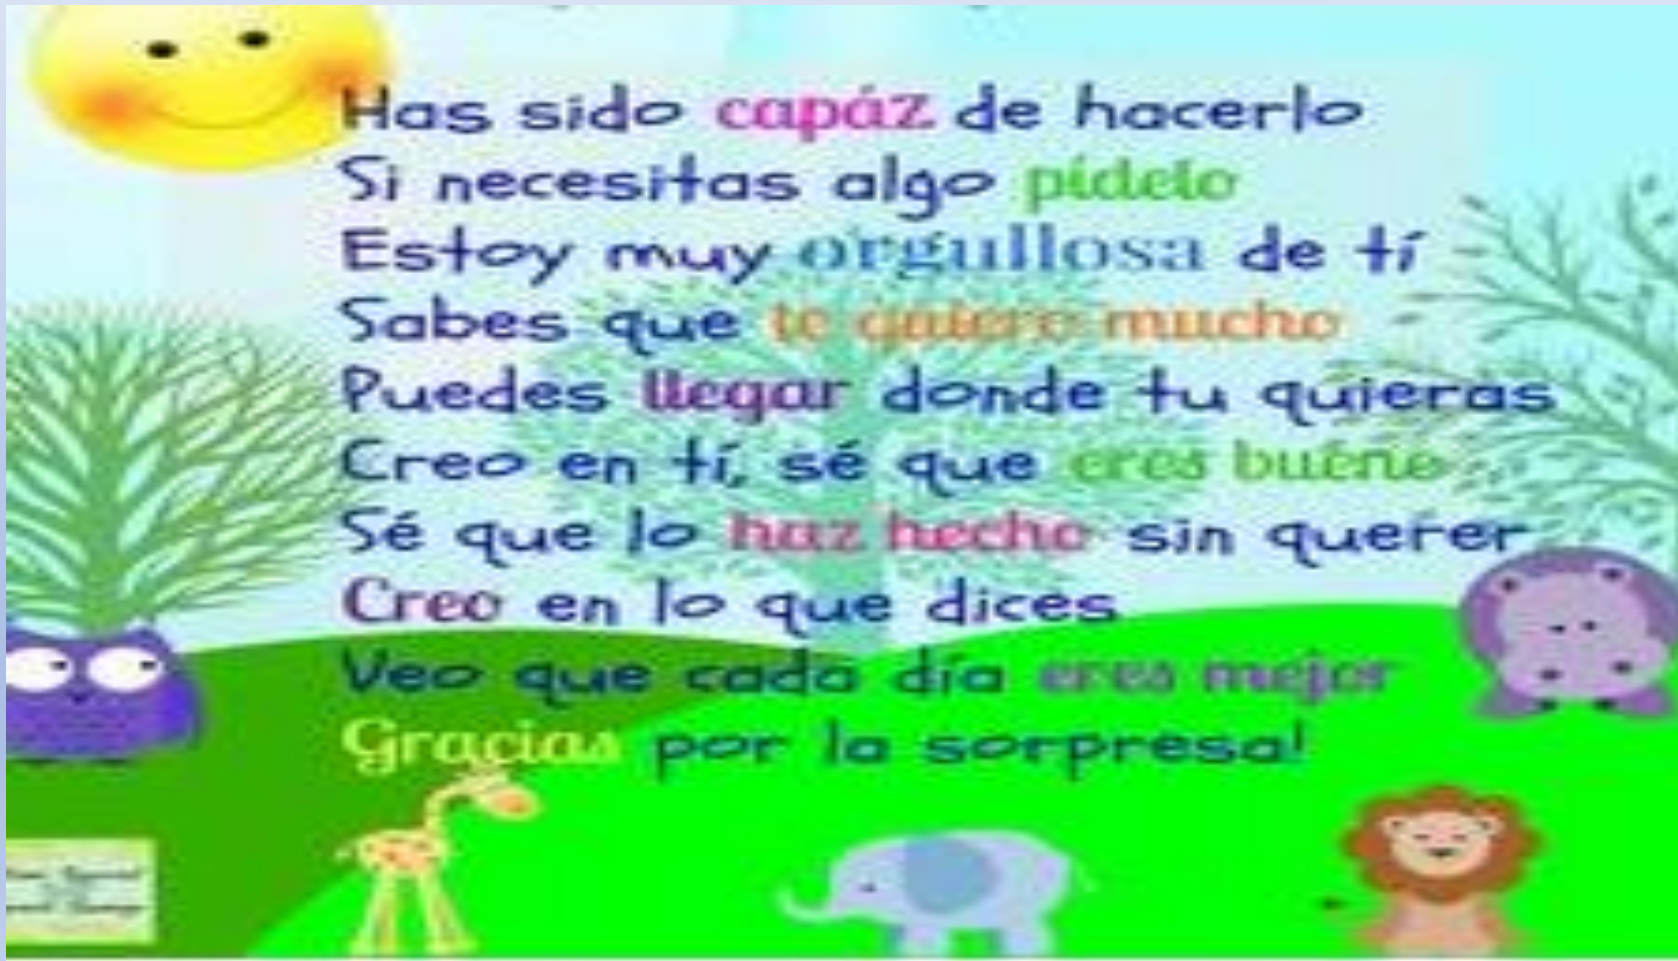 Has sido capáz de hacerlo
Si necesitas algo pídelo
Estoy muy orgullosa de tí
Sabes que te quiero mucho
Puedes llegar donde tu quieras
Creo en tí, sé que eres bueno
Sé que lo haz hecho sin querer
Creo en lo que dices
Veo que cada día eres mejor
Gracias por la sorpresa!